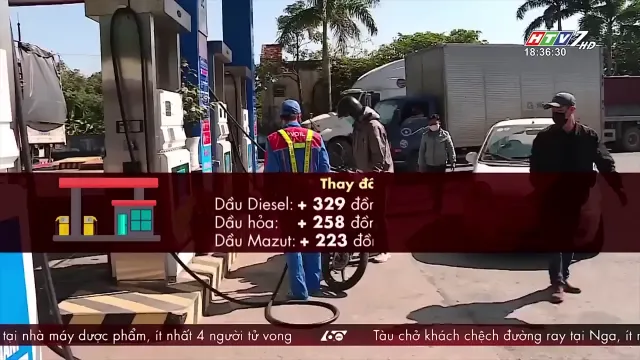 HTV7 HD
18:36:30
PVOIL
Thay đổ
Dầu Diesel: + 329 đồn
Dầu hỏa: + 258 đồn
Dầu Mazut: + 223 đồn
tại nhà máy dược phẩm, ít nhất 4 người tử vong
Tàu chở khách chệch đường ray tại Nga, ít n